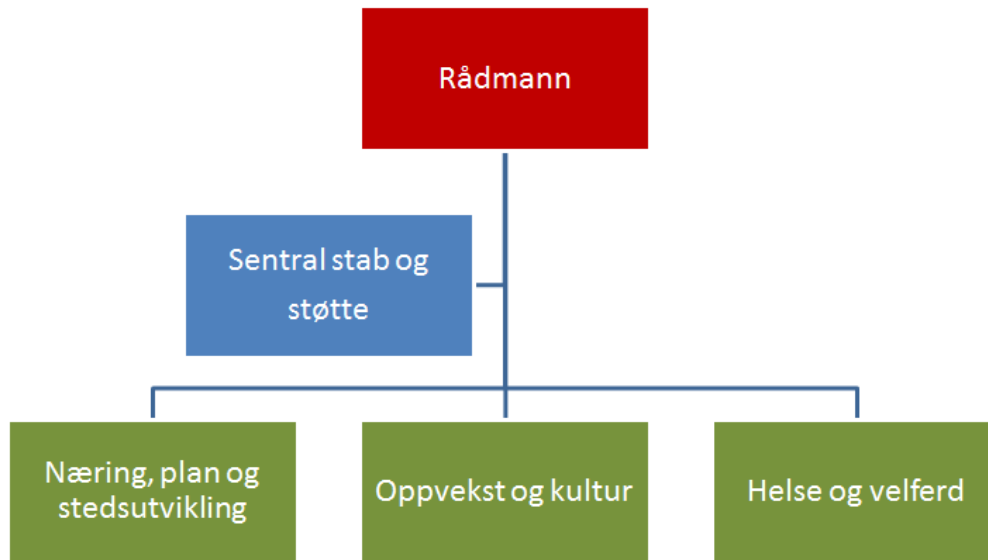 Rådmann
Sentral stab og
støtte
Næring, plan og
stedsutvikling
Oppvekst og kultur
Helse og velferd